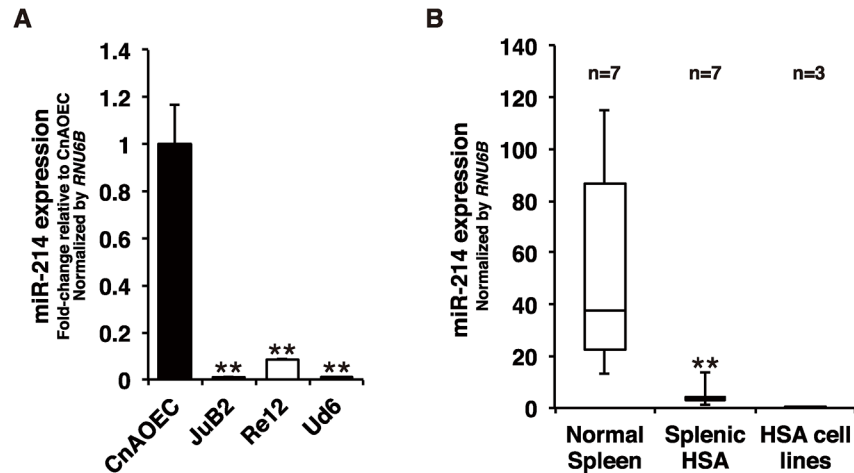 A
miR-214 expression
Fold-change relative to CnAOEC
Normalized by RNU6B
1.4
1.2
1
0.8
0.6
0.4
0.2
0
**
**
**
CnAOEC
JuB2
Re12
Ud6
B
miR-214 expression
Normalized by RNU6B
140
120
100
80
60
40
20
0
n=7
n=7
n=3
**
Normal
Spleen
Splenic
HSA
HSA cell
lines